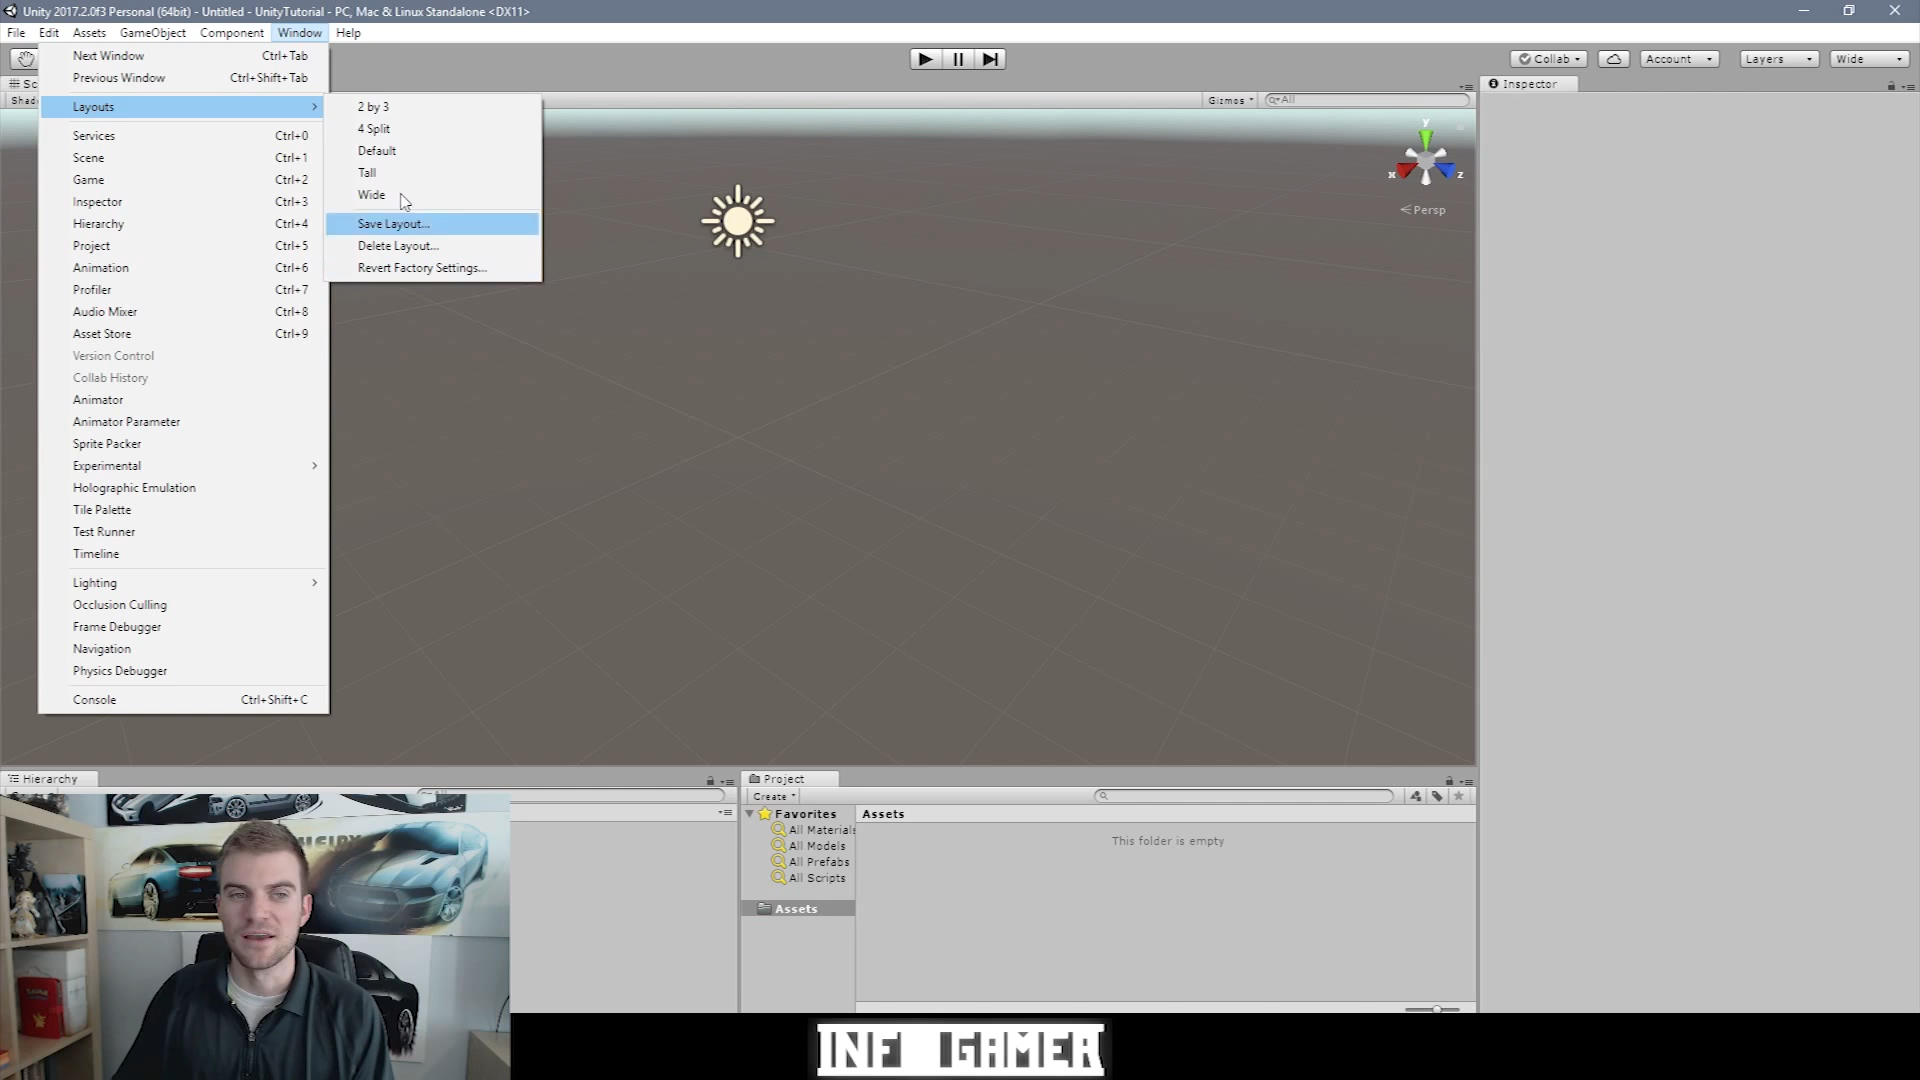 Unity 2017.2.0f3 Personal (64bit) - Untitled - UnityTutorial - PC, Mac & Linux Standalone <DX11>
File Edit Assets GameObject Component Window Help
Collab Account Layers Wide
Next Window Ctrl+Tab
Previous Window Ctrl+Shift+Tab
Layouts
Services Ctrl+0
Scene Ctrl+1
Game Ctrl+2
Inspector Ctrl+3
Hierarchy Ctrl+4
Project Ctrl+5
Animation Ctrl+6
Profiler Ctrl+7
Audio Mixer Ctrl+8
Asset Store Ctrl+9
Version Control
Collab History
Animator
Animator Parameter
Sprite Packer
Experimental
Holographic Emulation
Tile Palette
Test Runner
Timeline
Lighting
Occlusion Culling
Frame Debugger
Navigation
Physics Debugger
Console Ctrl+Shift+C
2 by 3
4 Split
Default
Tall
Wide
Save Layout...
Delete Layout...
Revert Factory Settings...
Sc
Shad
Gizmos All
y
x z
Persp
Inspector
Hierarchy
Project
Create
Favorites
All Materials
All Models
All Prefabs
All Scripts
Assets
Assets
This folder is empty
GAMER